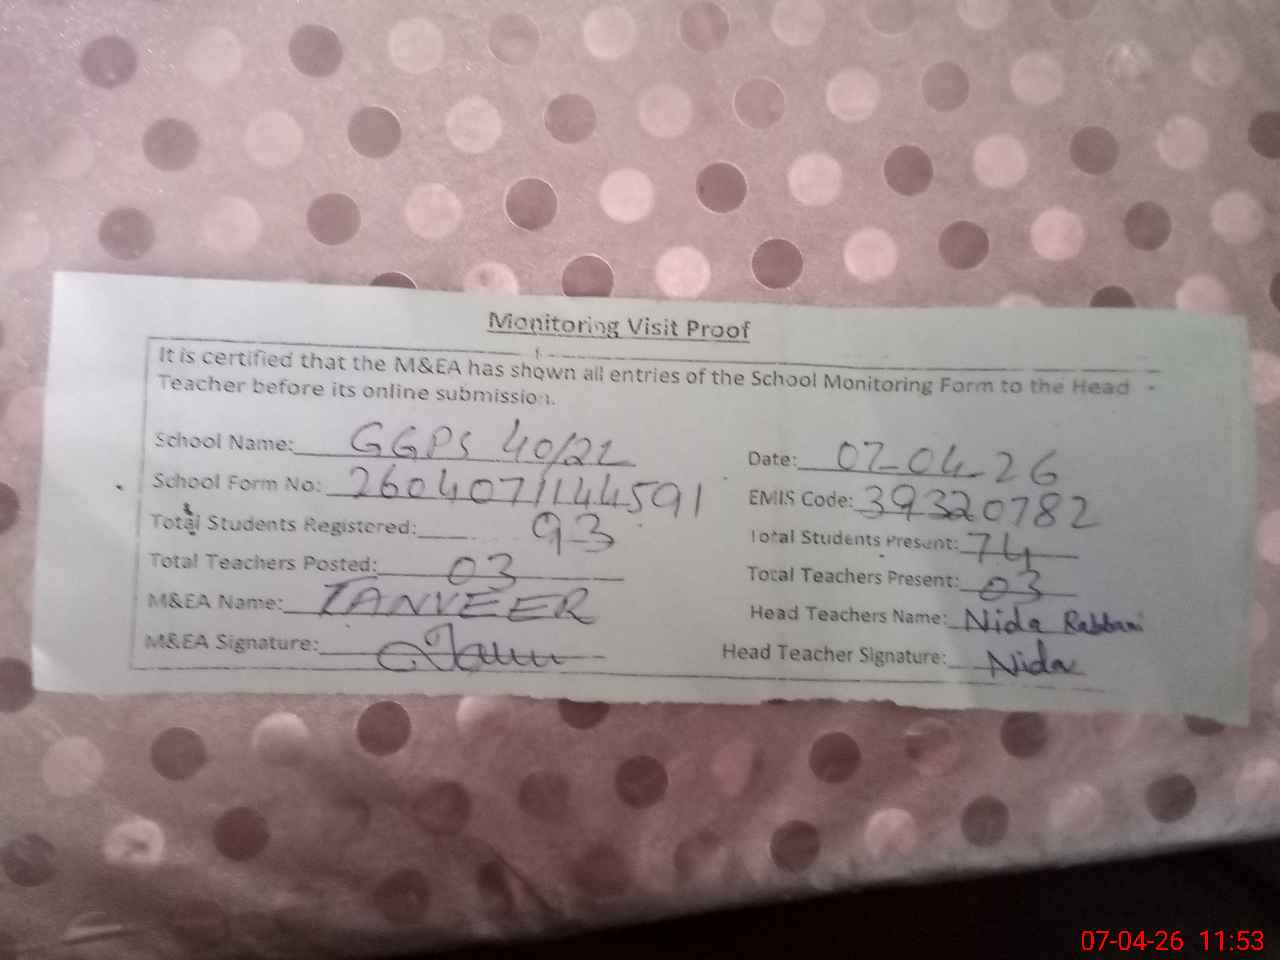 Monitoring Visit Proof
It is certified that the M&EA has shown all entries of the School Monitoring Form to the Head
Teacher before its online submission.
School Name: GGPS 40/2L Date: 07-04-26
School Form No: 2604071144591 EMIS Code: 39320782
Total Students Registered: 93 Total Students Present: 74
Total Teachers Posted: 03 Total Teachers Present: 03
M&EA Name: TANVEER Head Teachers Name: Nida Rabbani
M&EA Signature: Head Teacher Signature: Nida
07-04-26 11:53